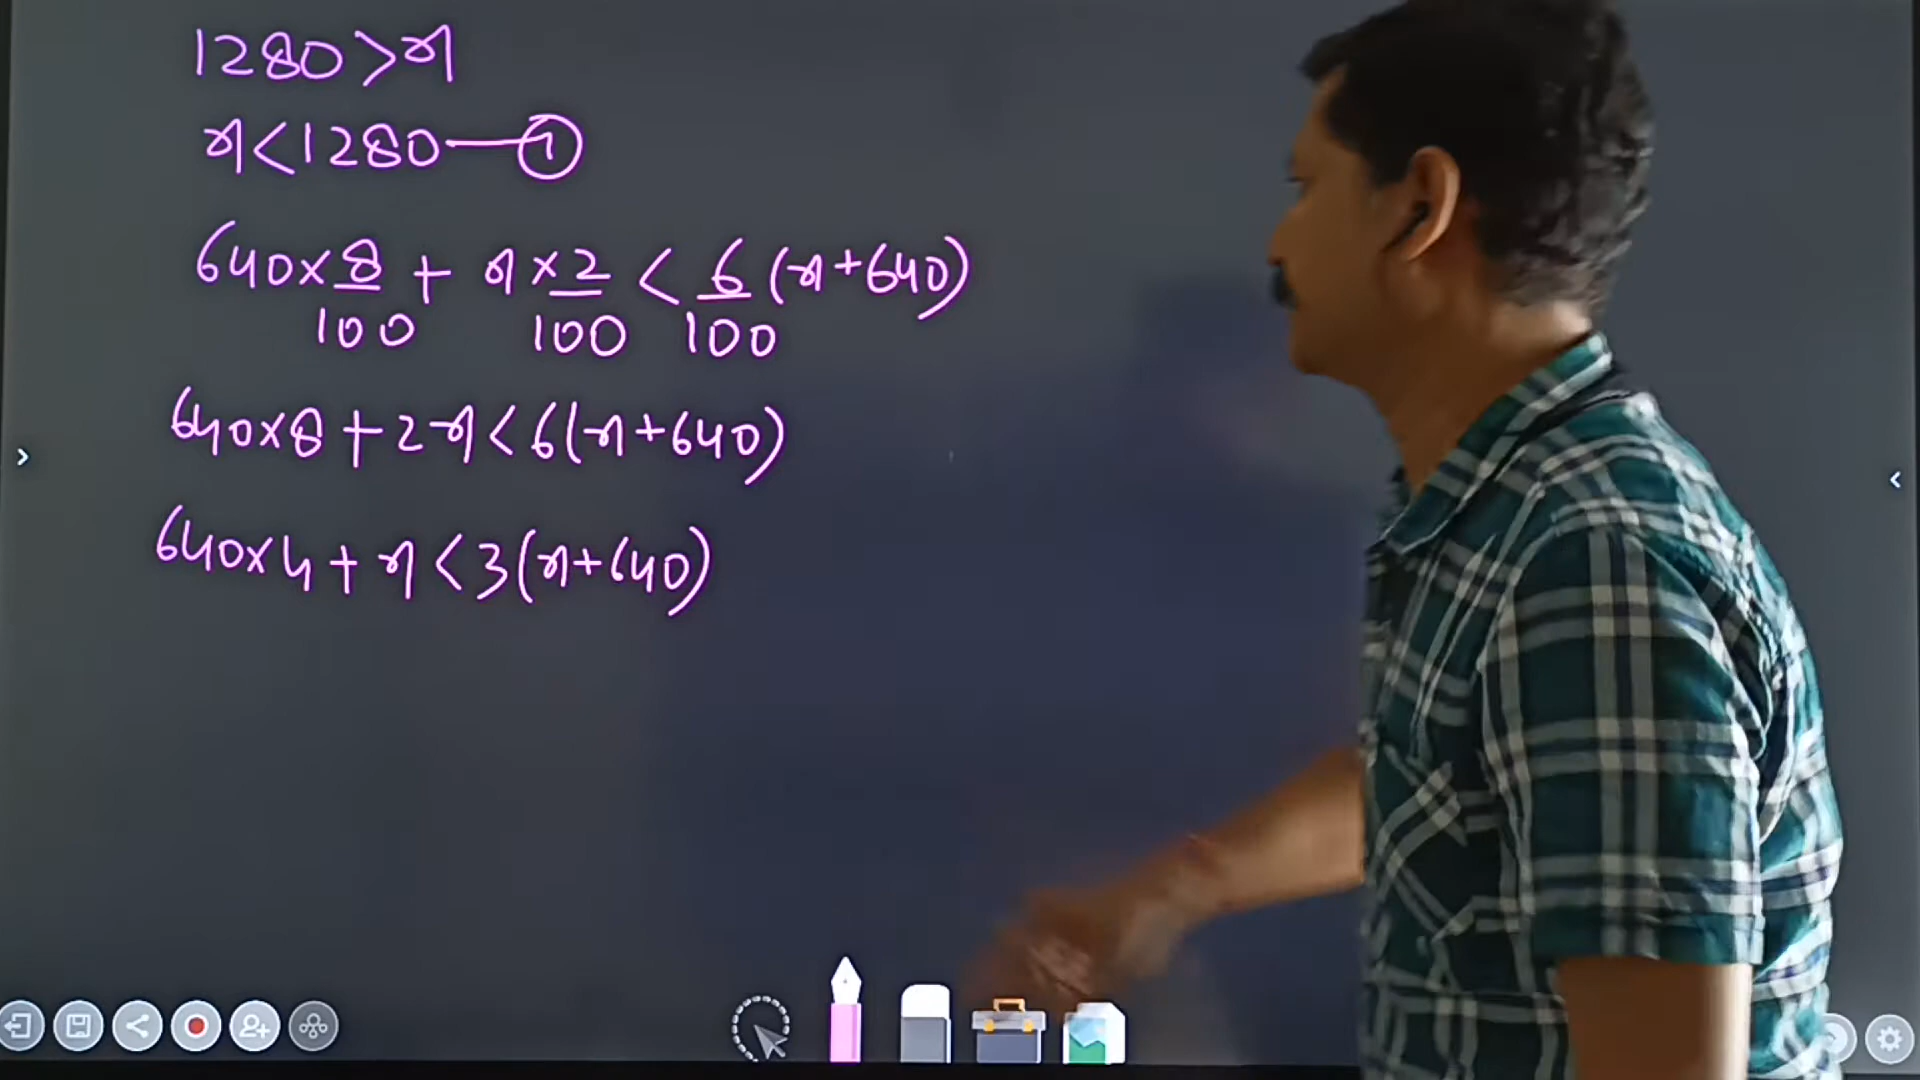 1280 > x
x < 1280 — ①
640 × 8/100 + x × 2/100 < 6/100 (x + 640)
640 × 8 + 2x < 6(x + 640)
640 × 4 + x < 3(x + 640)